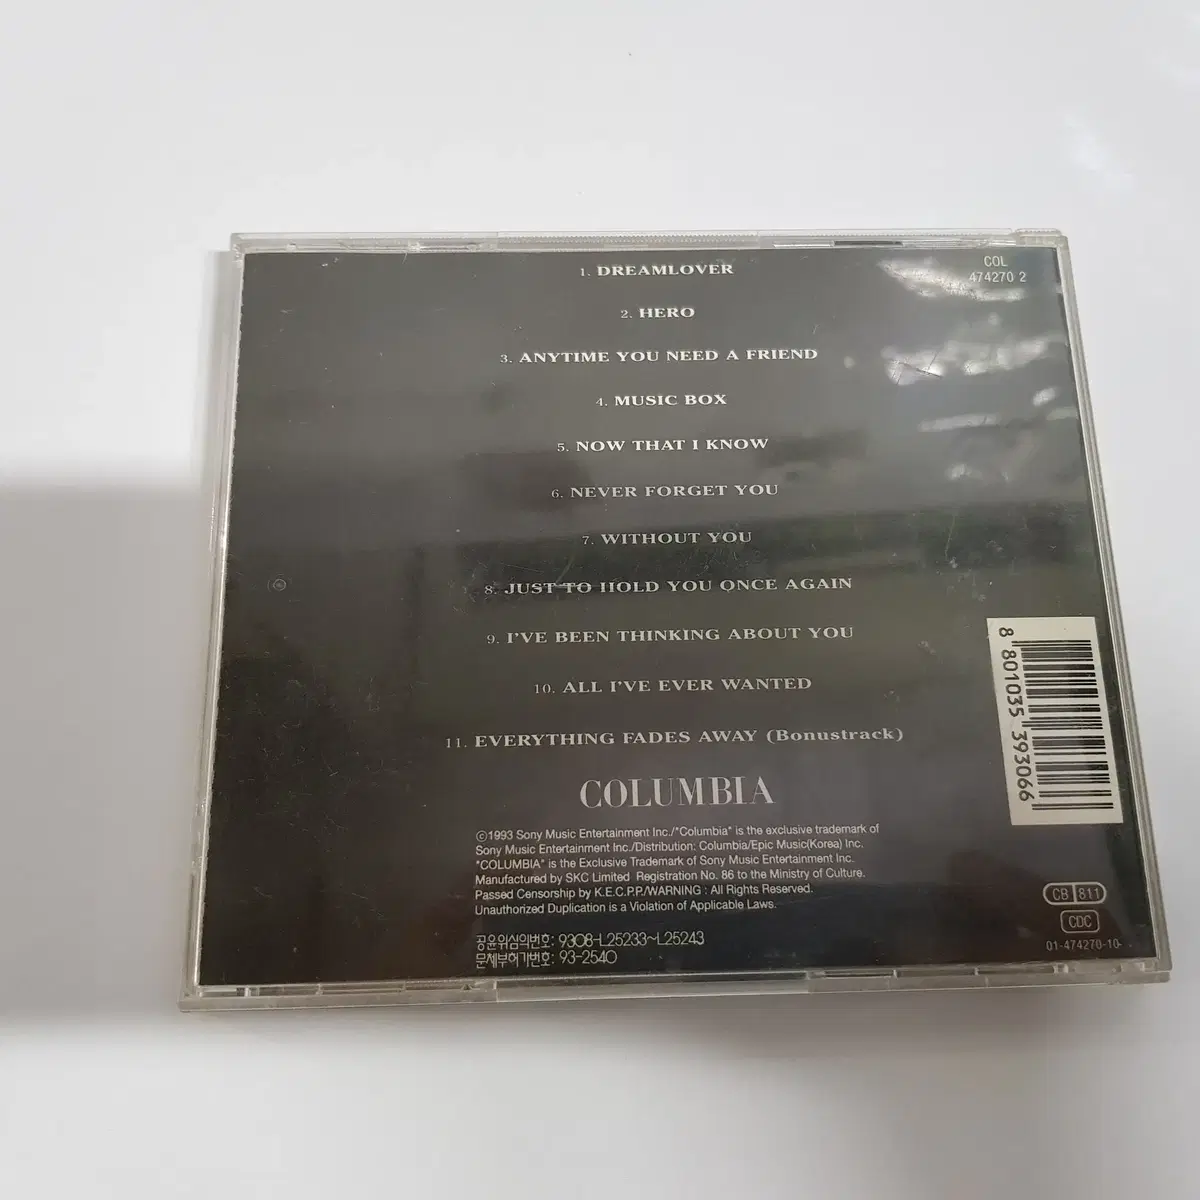 COL
474270 2
1. DREAMLOVER
2. HERO
3. ANYTIME YOU NEED A FRIEND
4. MUSIC BOX
5. NOW THAT I KNOW
6. NEVER FORGET YOU
7. WITHOUT YOU
8. JUST TO HOLD YOU ONCE AGAIN
9. I'VE BEEN THINKING ABOUT YOU
10. ALL I'VE EVER WANTED
11. EVERYTHING FADES AWAY (Bonustrack)
COLUMBIA
©1993 Sony Music Entertainment Inc./"Columbia" is the exclusive trademark of
Sony Music Entertainment Inc./Distribution: Columbia/Epic Music(Korea) Inc.
"COLUMBIA" is the Exclusive Trademark of Sony Music Entertainment Inc.
Manufactured by SKC Limited Registration No. 86 to the Ministry of Culture.
Passed Censorship by K.E.C.P.P./WARNING : All Rights Reserved.
Unauthorized Duplication is a Violation of Applicable Laws.
공윤위심의번호: 9308-L25233~L25243
문체부허가번호: 93-2540
8 801035 393066
CB 811
CDC
01-474270-10